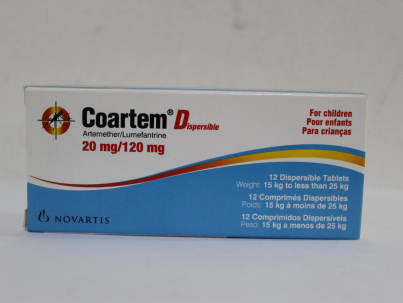 Coartem® Dispersible
Artemether/Lumefantrine
20 mg/120 mg
For children
Pour enfants
Para crianças
12 Dispersible Tablets
Weight: 15 kg to less than 25 kg
12 Comprimés Dispersibles
Poids: 15 kg à moins de 25 kg
12 Comprimidos Dispersíveis
Peso: 15 kg a menos de 25 kg
NOVARTIS